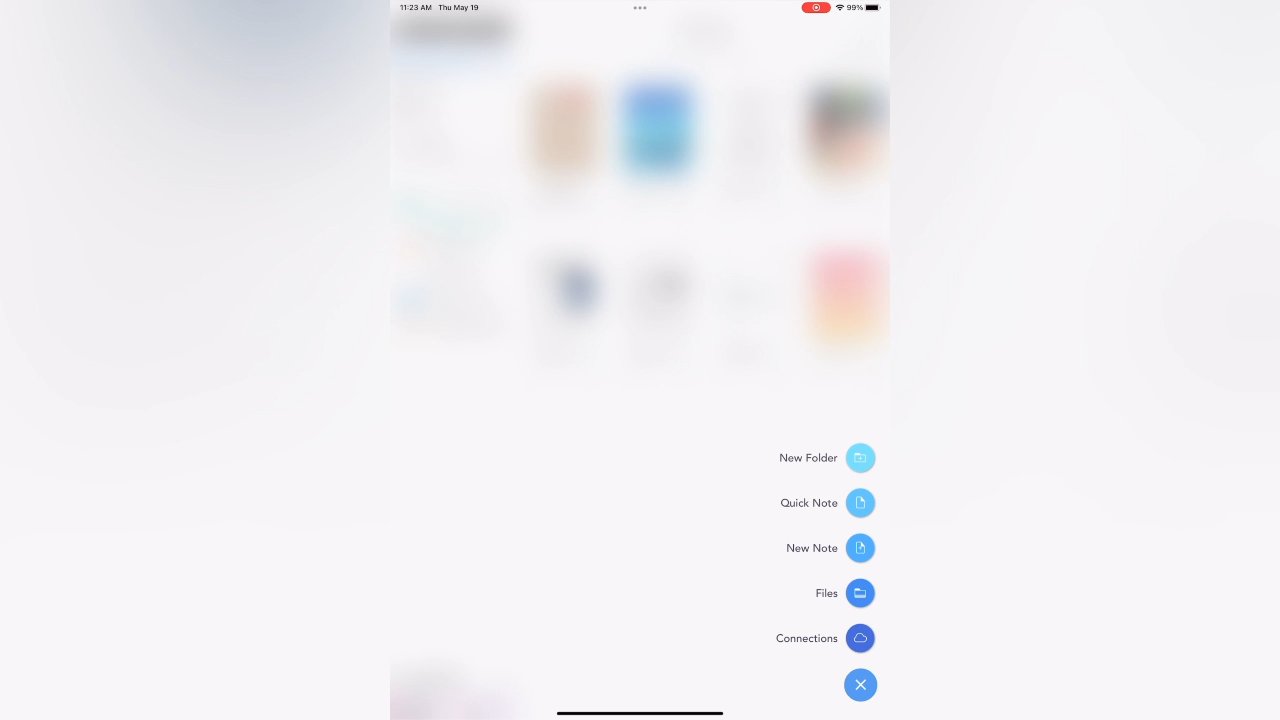 11:23 AM Thu May 19
99%
New Folder
Quick Note
New Note
Files
Connections